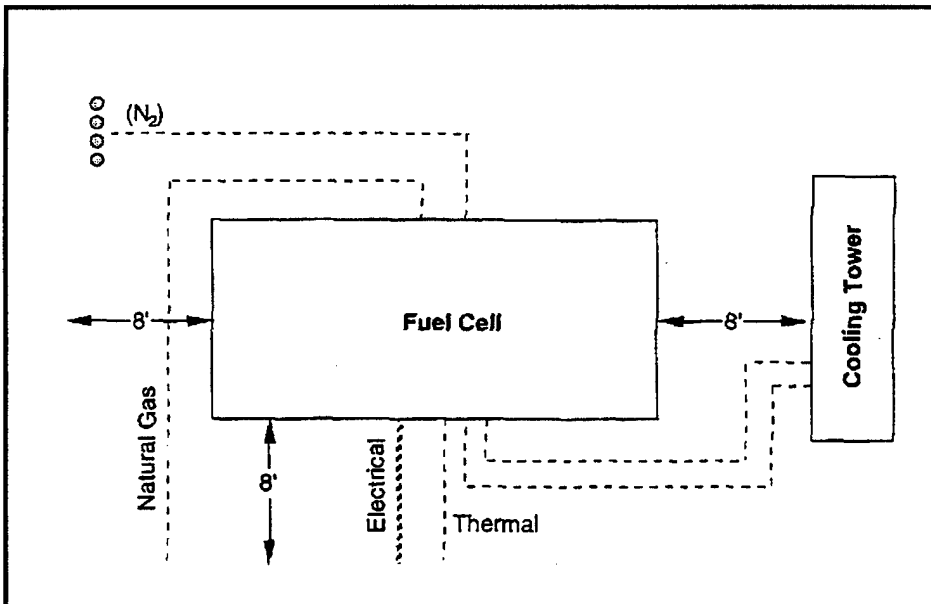 (N₂)
8'
Fuel Cell
8'
Cooling Tower
Natural Gas
8'
Electrical
Thermal